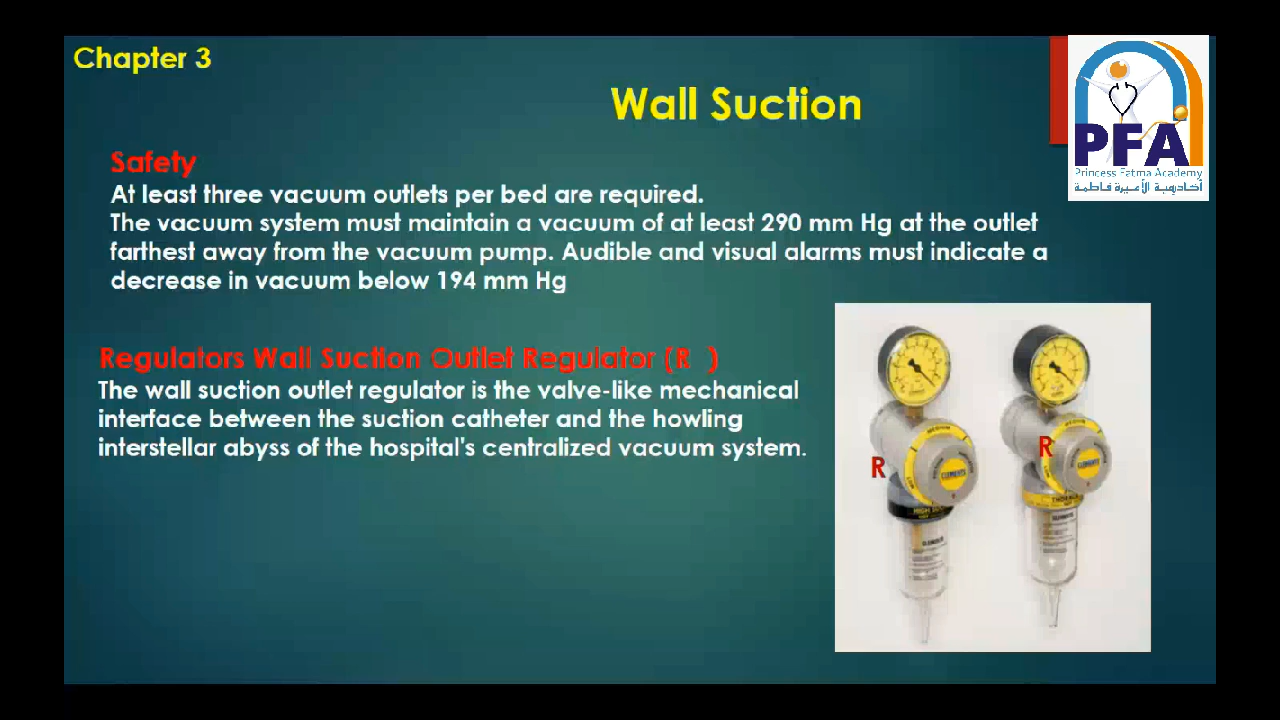 Chapter 3
Wall Suction
PFA
Princess Fatma Academy
أكاديمية الأميرة فاطمة
Safety
At least three vacuum outlets per bed are required.
The vacuum system must maintain a vacuum of at least 290 mm Hg at the outlet
farthest away from the vacuum pump. Audible and visual alarms must indicate a
decrease in vacuum below 194 mm Hg
Regulators Wall Suction Outlet Regulator (R )
The wall suction outlet regulator is the valve-like mechanical
interface between the suction catheter and the howling
interstellar abyss of the hospital's centralized vacuum system.
R
R